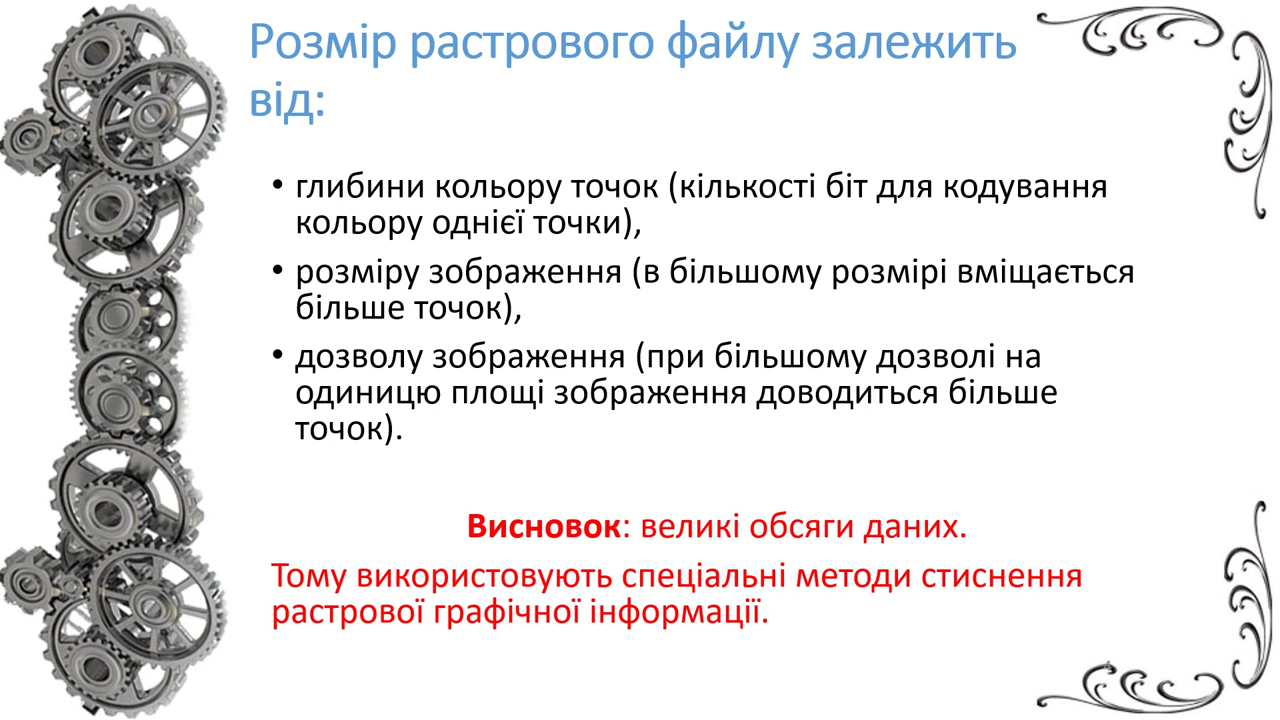 Розмір растрового файлу залежить
від:
• глибини кольору точок (кількості біт для кодування
кольору однієї точки),
• розміру зображення (в більшому розмірі вміщається
більше точок),
• дозволу зображення (при більшому дозволі на
одиницю площі зображення доводиться більше
точок).
Висновок: великі обсяги даних.
Тому використовують спеціальні методи стиснення
растрової графічної інформації.